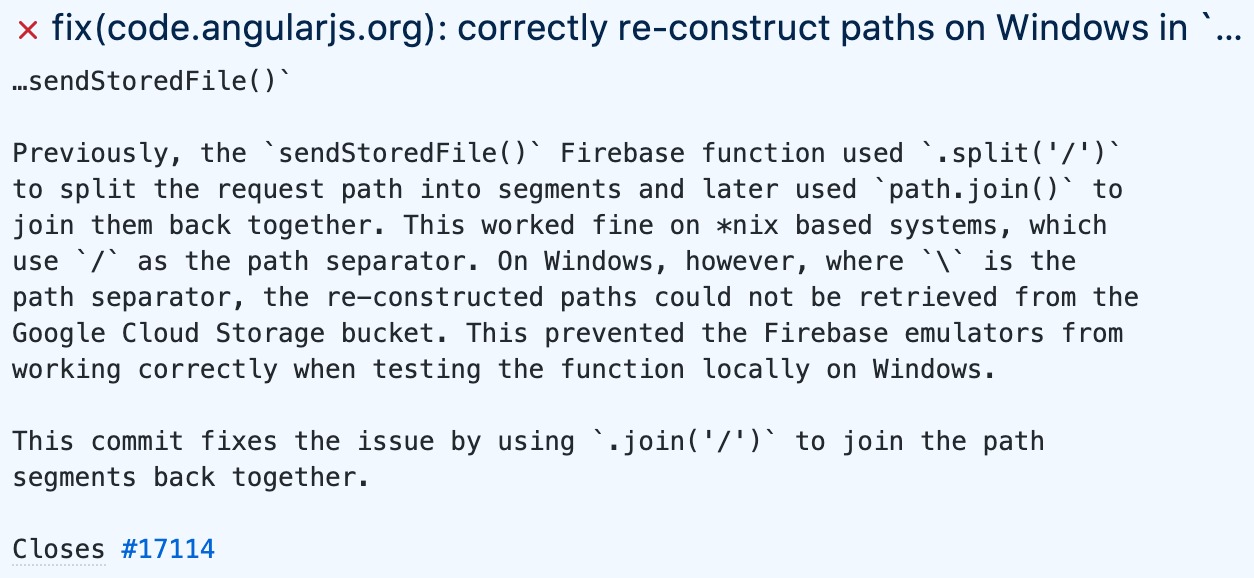 ✕ fix(code.angularjs.org): correctly re-construct paths on Windows in `...
…sendStoredFile()`
Previously, the `sendStoredFile()` Firebase function used `.split('/')`
to split the request path into segments and later used `path.join()` to
join them back together. This worked fine on *nix based systems, which
use `/` as the path separator. On Windows, however, where `\` is the
path separator, the re-constructed paths could not be retrieved from the
Google Cloud Storage bucket. This prevented the Firebase emulators from
working correctly when testing the function locally on Windows.
This commit fixes the issue by using `.join('/')` to join the path
segments back together.
Closes #17114